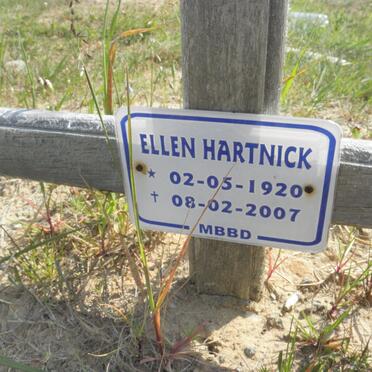 ELLEN HARTNICK
* 02-05-1920
† 08-02-2007
MBBD